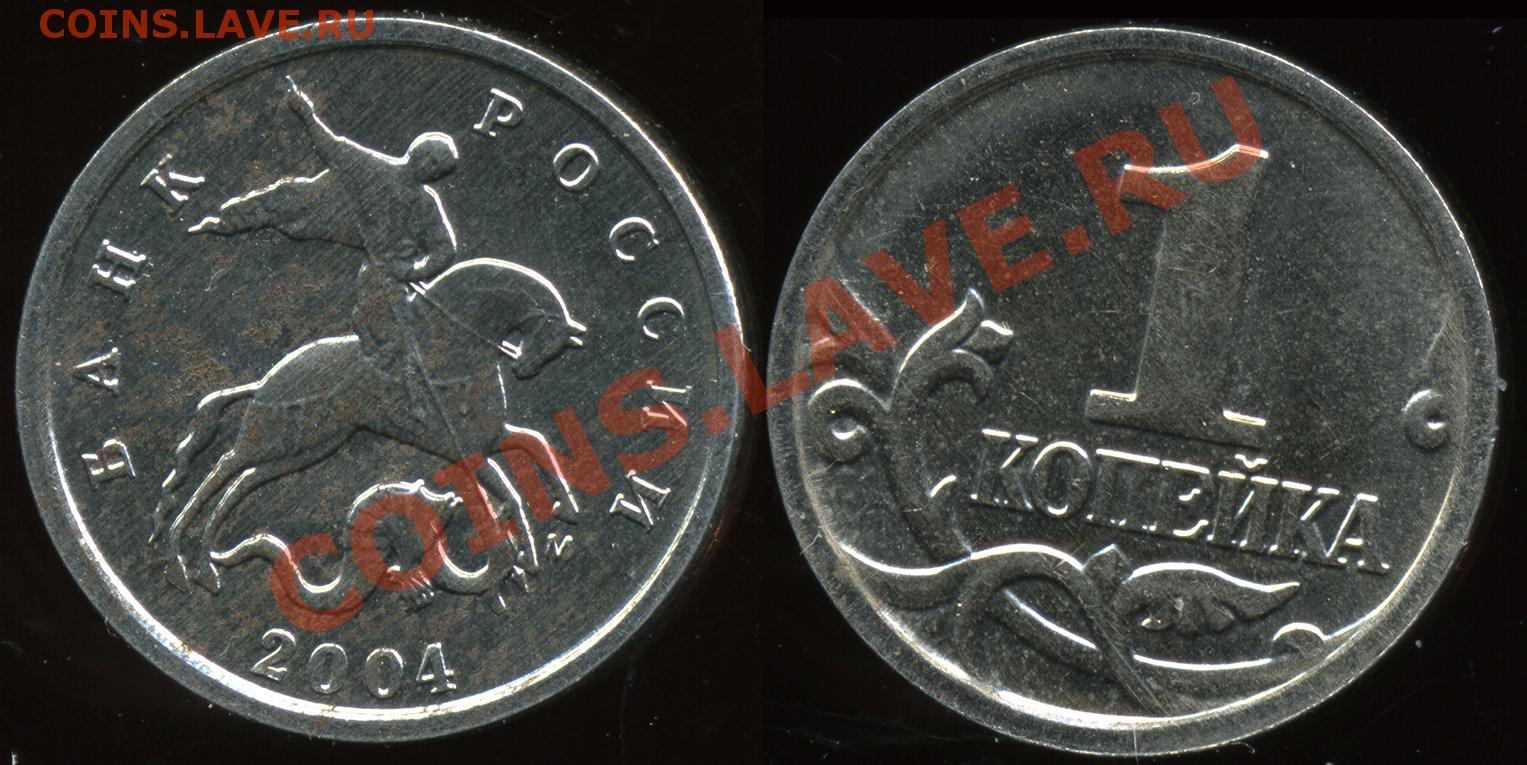 COINS.LAVE.RU
БАНК РОССИИ
М
2004
1
КОПЕЙКА
COINS.LAVE.RU